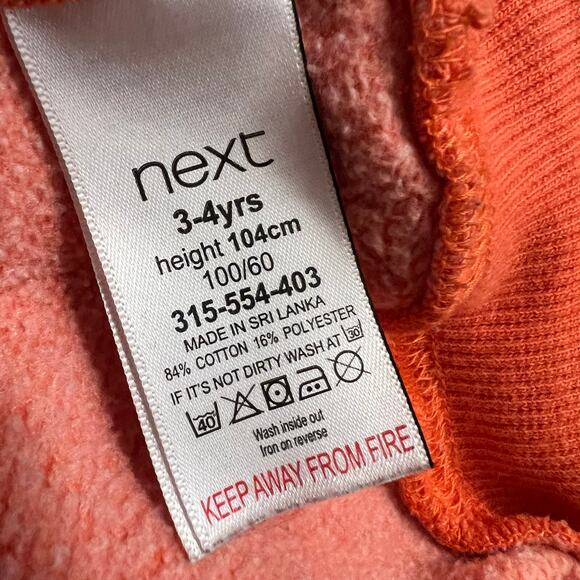 next
3-4yrs
height 104cm
100/60
315-554-403
MADE IN SRI LANKA
84% COTTON 16% POLYESTER
IF IT'S NOT DIRTY WASH AT 30
40
Wash inside out
Iron on reverse
KEEP AWAY FROM FIRE